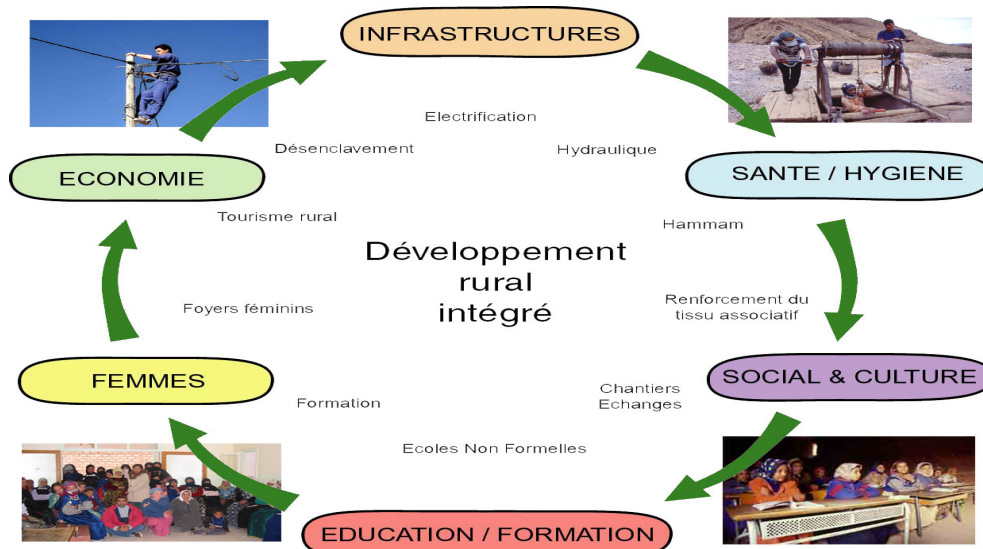 INFRASTRUCTURES
Electrification
Désenclavement
Hydraulique
ECONOMIE
SANTE / HYGIENE
Tourisme rural
Hammam
Développement
rural
intégré
Foyers féminins
Renforcement du
tissu associatif
FEMMES
SOCIAL & CULTURE
Chantiers
Echanges
Formation
Ecoles Non Formelles
EDUCATION / FORMATION